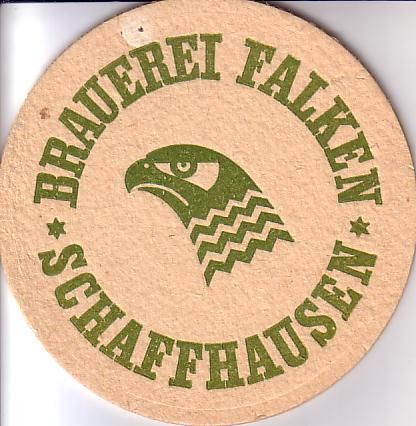 BRAUEREI FALKEN
* SCHAFFHAUSEN *